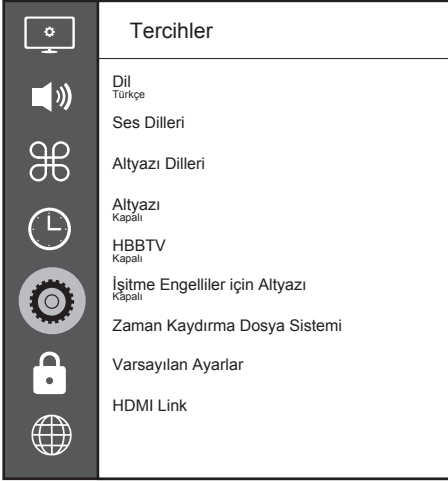 Tercihler
Dil
Türkçe
Ses Dilleri
Altyazı Dilleri
Altyazı
Kapalı
HBBTV
Kapalı
İşitme Engelliler için Altyazı
Kapalı
Zaman Kaydırma Dosya Sistemi
Varsayılan Ayarlar
HDMI Link